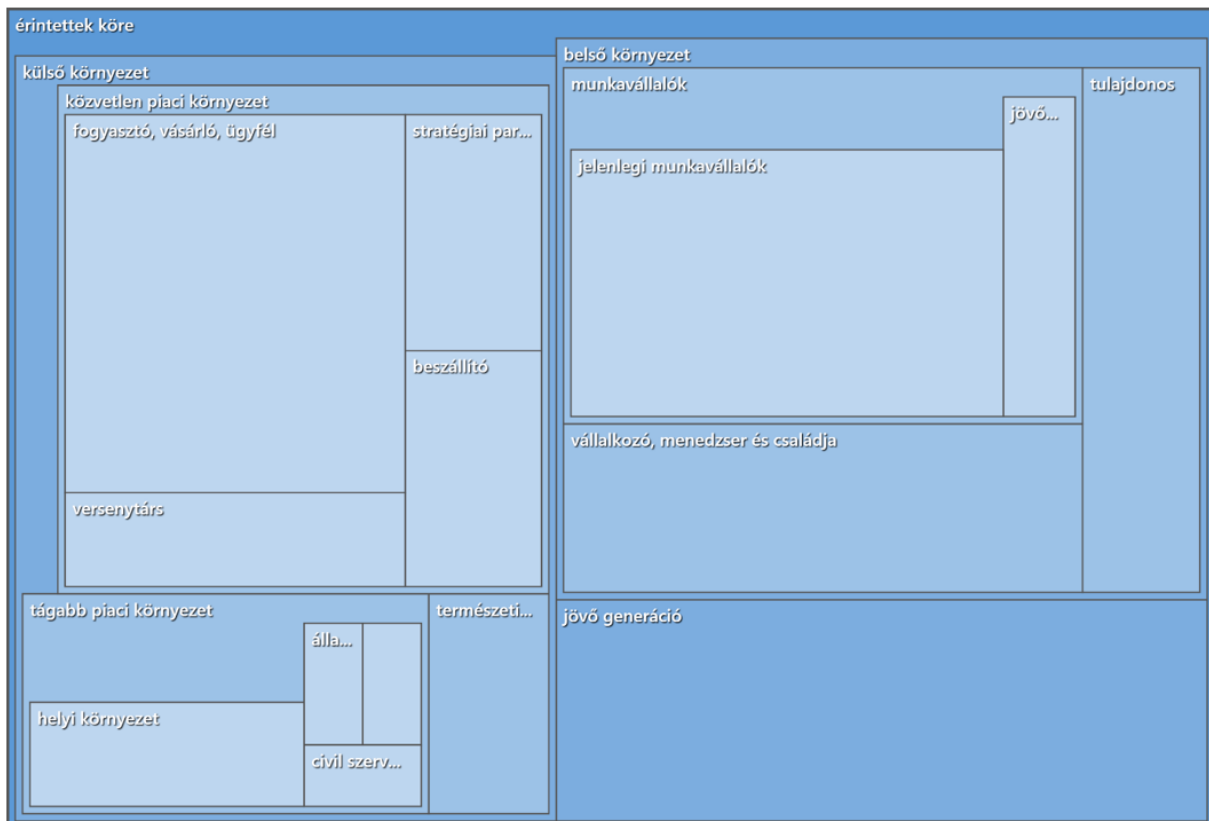 érintettek köre
külső környezet
közvetlen piaci környezet
fogyasztó, vásárló, ügyfél
stratégiai par...
beszállító
versenytárs
tágabb piaci környezet
álla...
helyi környezet
civil szerv...
természeti...
belső környezet
munkavállalók
jövő...
jelenlegi munkavállalók
tulajdonos
vállalkozó, menedzser és családja
jövő generáció